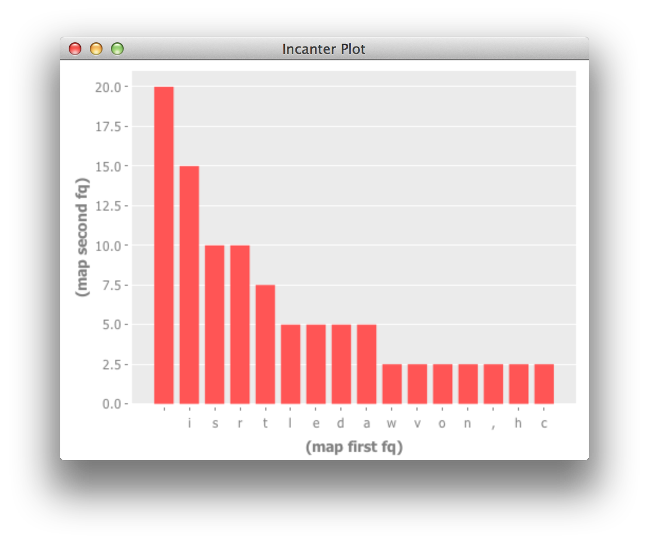 Incanter Plot
20.0
17.5
15.0
12.5
10.0
7.5
5.0
2.5
0.0
(map second fq)
i s r t l e d a w v o n , h c
(map first fq)